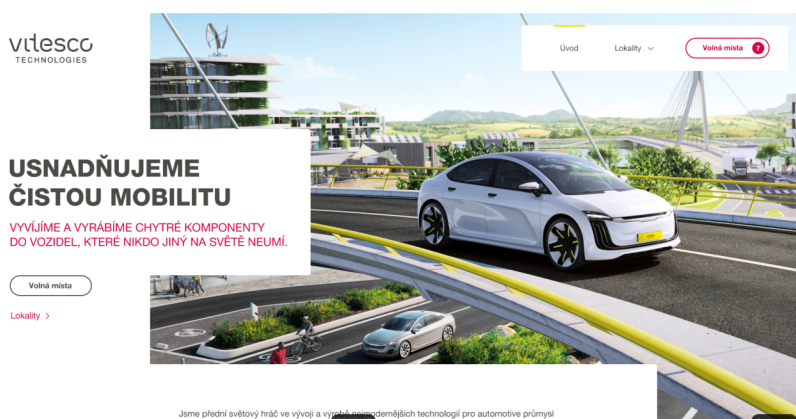 vitesco
TECHNOLOGIES
Úvod
Lokality
Volná místa 7
USNADŇUJEME
ČISTOU MOBILITU
VYVÍJÍME A VYRÁBÍME CHYTRÉ KOMPONENTY
DO VOZIDEL, KTERÉ NIKDO JINÝ NA SVĚTĚ NEUMÍ.
Volná místa
Lokality
Jsme přední světový hráč ve vývoji a výrobě nejmodernějších technologií pro automotive průmysl